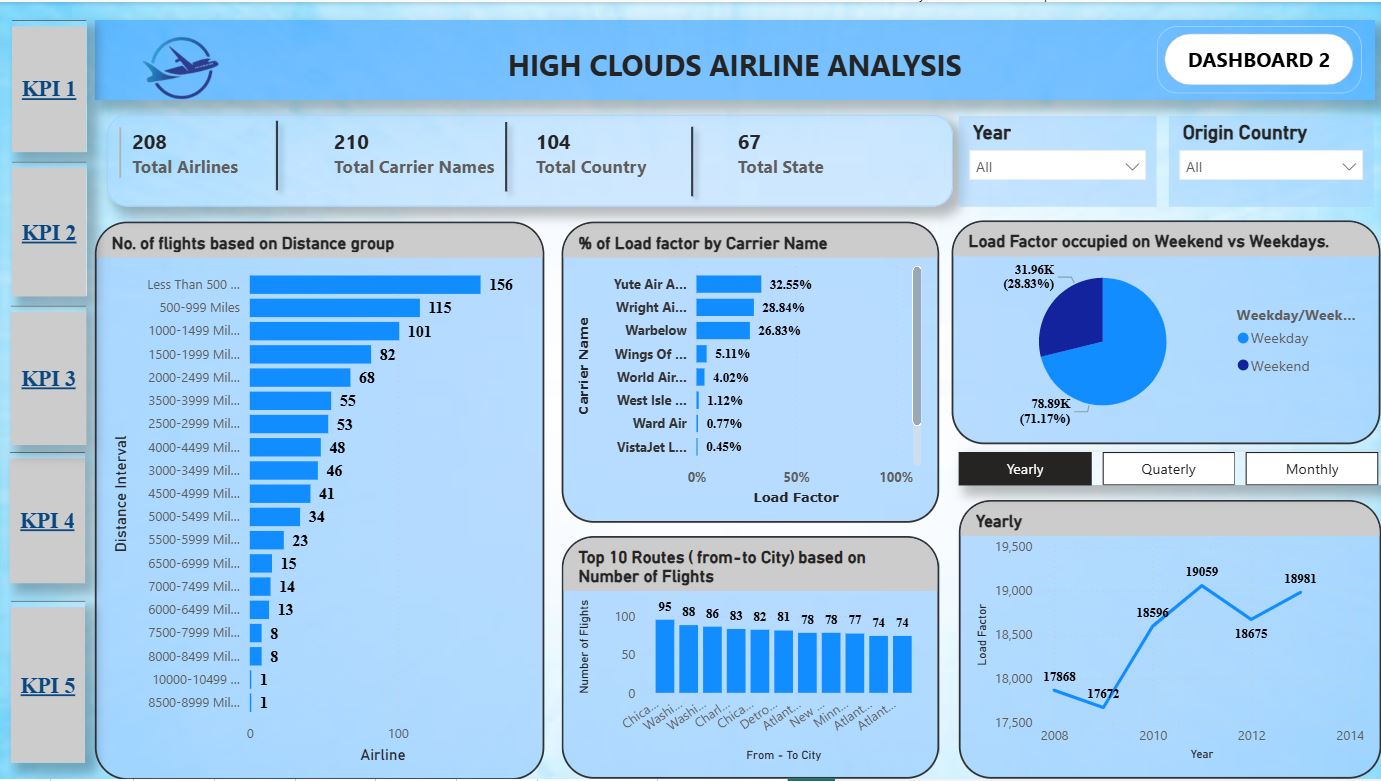 HIGH CLOUDS AIRLINE ANALYSIS
DASHBOARD 2
KPI 1
KPI 2
KPI 3
KPI 4
KPI 5
208
Total Airlines
210
Total Carrier Names
104
Total Country
67
Total State
Year
All
Origin Country
All
No. of flights based on Distance group
Distance Interval
Less Than 500 ... 156
500-999 Miles 115
1000-1499 Mil... 101
1500-1999 Mil... 82
2000-2499 Mil... 68
3500-3999 Mil... 55
2500-2999 Mil... 53
4000-4499 Mil... 48
3000-3499 Mil... 46
4500-4999 Mil... 41
5000-5499 Mil... 34
5500-5999 Mil... 23
6500-6999 Mil... 15
7000-7499 Mil... 14
6000-6499 Mil... 13
7500-7999 Mil... 8
8000-8499 Mil... 8
10000-10499 ... 1
8500-8999 Mil... 1
0 100
Airline
% of Load factor by Carrier Name
Carrier Name
Yute Air A... 32.55%
Wright Ai... 28.84%
Warbelow 26.83%
Wings Of ... 5.11%
World Air... 4.02%
West Isle ... 1.12%
Ward Air 0.77%
VistaJet L... 0.45%
0% 50% 100%
Load Factor
Top 10 Routes ( from-to City) based on
Number of Flights
Number of Flights
100
50
0
95 88 86 83 82 81 78 78 77 74 74
Chica... Washi... Washi... Charl... Chica... Detro... Atlant... New ... Minn... Atlant... Atlant...
From - To City
Load Factor occupied on Weekend vs Weekdays.
31.96K
(28.83%)
78.89K
(71.17%)
Weekday/Week...
Weekday
Weekend
Yearly
Quaterly
Monthly
Yearly
Load Factor
19,500
19,000
18,500
18,000
17,500
17868
17672
18596
19059
18675
18981
2008 2010 2012 2014
Year